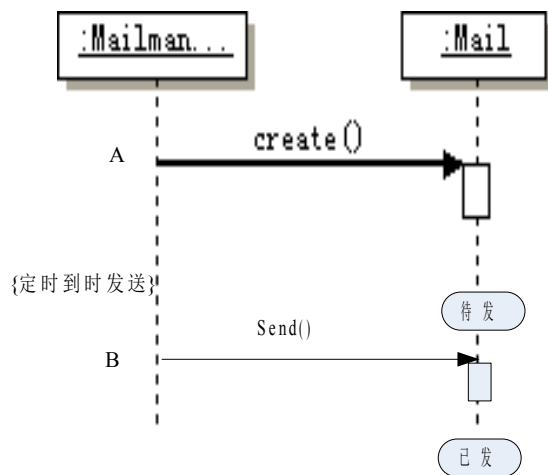 :Mailman... :Mail
create()
A
{定时到时发送}
待发
Send()
B
已发